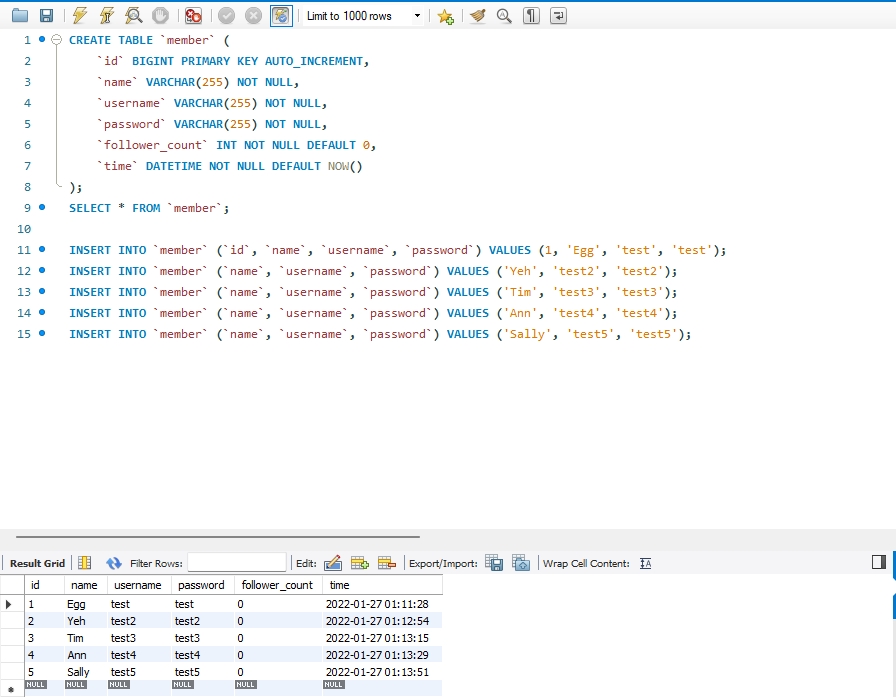 Limit to 1000 rows
1 CREATE TABLE `member` (
2 `id` BIGINT PRIMARY KEY AUTO_INCREMENT,
3 `name` VARCHAR(255) NOT NULL,
4 `username` VARCHAR(255) NOT NULL,
5 `password` VARCHAR(255) NOT NULL,
6 `follower_count` INT NOT NULL DEFAULT 0,
7 `time` DATETIME NOT NULL DEFAULT NOW()
8 );
9 SELECT * FROM `member`;
10
11 INSERT INTO `member` (`id`, `name`, `username`, `password`) VALUES (1, 'Egg', 'test', 'test');
12 INSERT INTO `member` (`name`, `username`, `password`) VALUES ('Yeh', 'test2', 'test2');
13 INSERT INTO `member` (`name`, `username`, `password`) VALUES ('Tim', 'test3', 'test3');
14 INSERT INTO `member` (`name`, `username`, `password`) VALUES ('Ann', 'test4', 'test4');
15 INSERT INTO `member` (`name`, `username`, `password`) VALUES ('Sally', 'test5', 'test5');
Result Grid Filter Rows: Edit: Export/Import: Wrap Cell Content: IA
id name username password follower_count time
1 Egg test test 0 2022-01-27 01:11:28
2 Yeh test2 test2 0 2022-01-27 01:12:54
3 Tim test3 test3 0 2022-01-27 01:13:15
4 Ann test4 test4 0 2022-01-27 01:13:29
5 Sally test5 test5 0 2022-01-27 01:13:51
NULL NULL NULL NULL NULL NULL